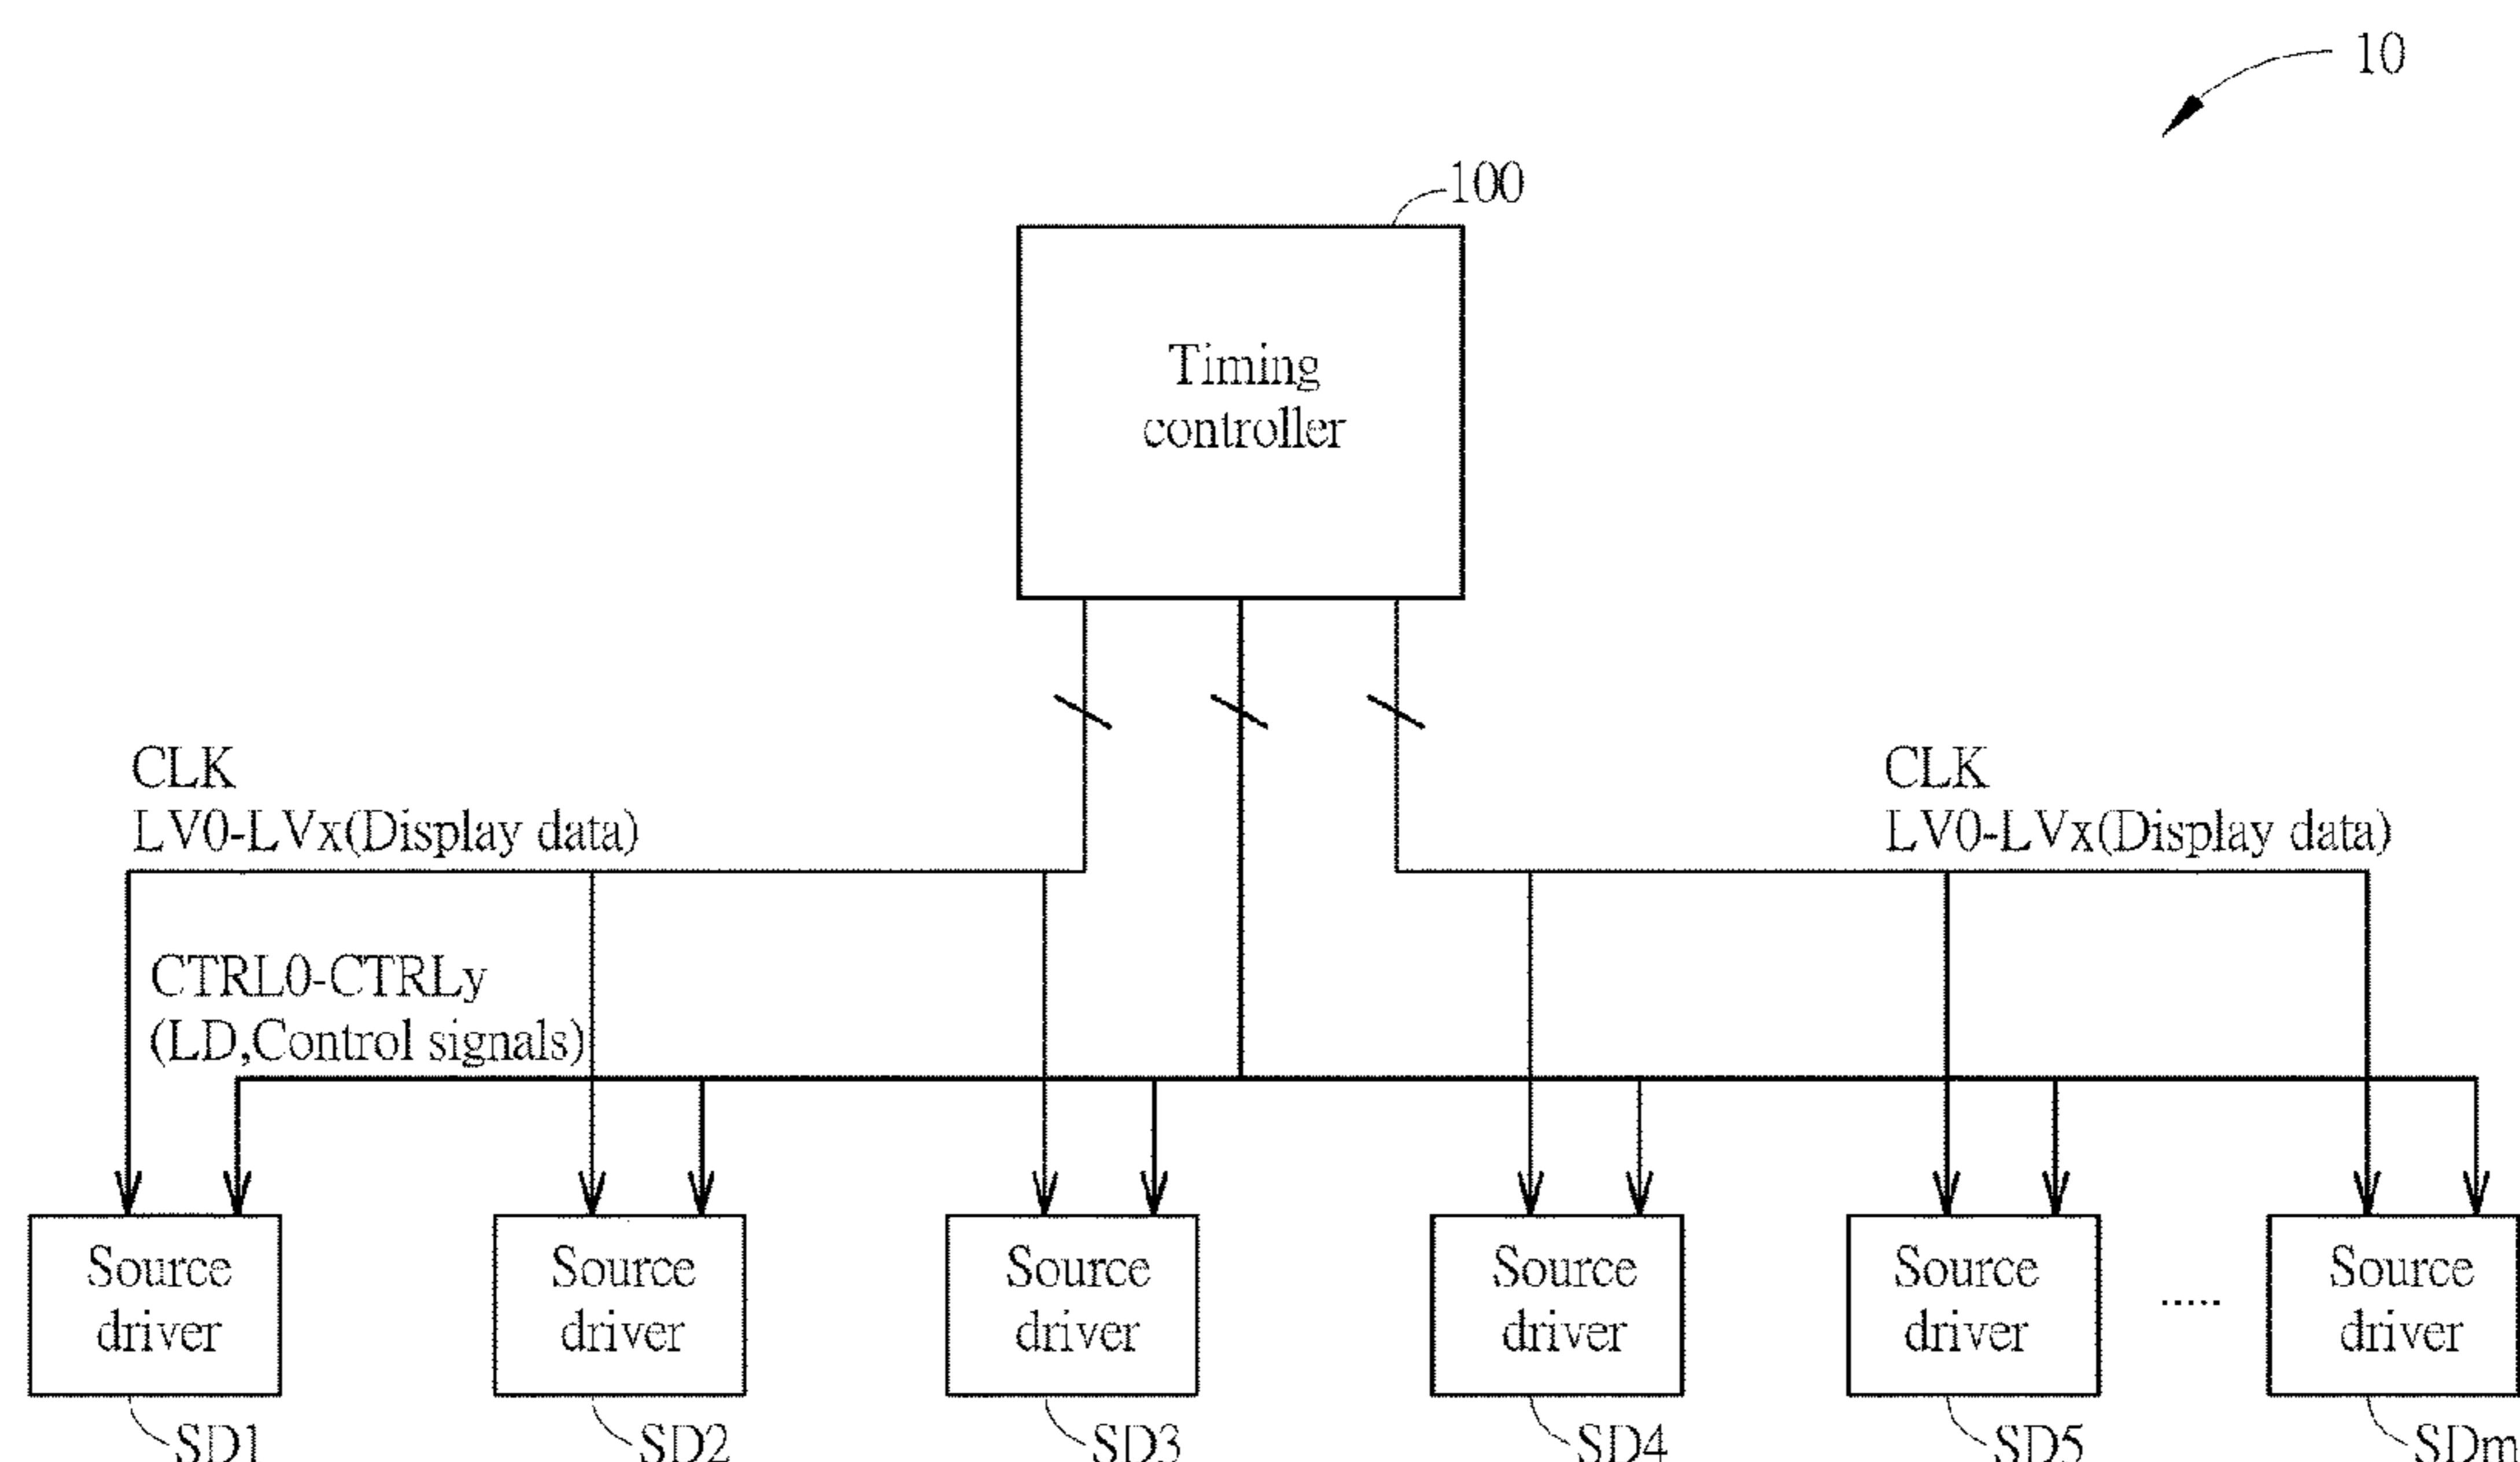 10
100
Timing
controller
CLK
LV0-LVx(Display data)
CLK
LV0-LVx(Display data)
CTRL0-CTRLy
(LD,Control signals)
Source
driver
Source
driver
Source
driver
Source
driver
Source
driver
.....
Source
driver
SD1
SD2
SD3
SD4
SD5
SDm